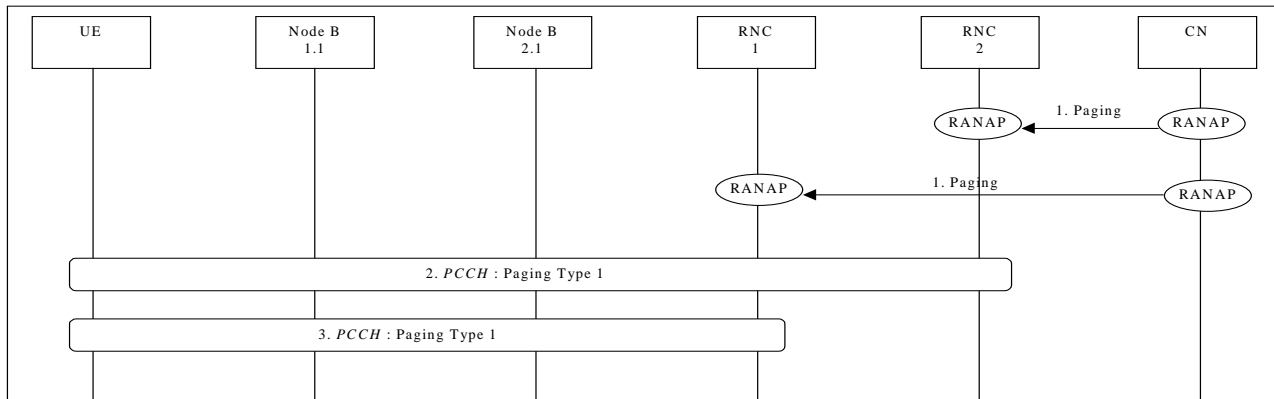 UE
Node B
1.1
Node B
2.1
RNC
1
RNC
2
CN
RANAP
1. Paging
RANAP
RANAP
1. Paging
RANAP
2. PCCH : Paging Type 1
3. PCCH : Paging Type 1